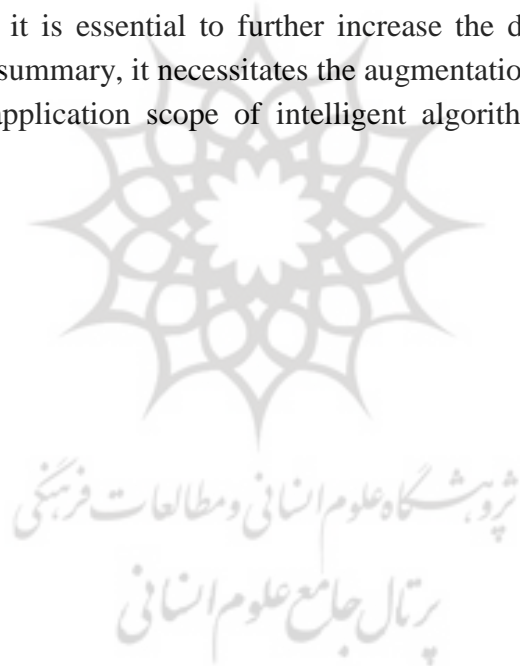 it is essential to further increase the d
summary, it necessitates the augmentatio
application scope of intelligent algorith
پژوهشگاه علوم انسانی و مطالعات فرهنگی
پرتال جامع علوم انسانی